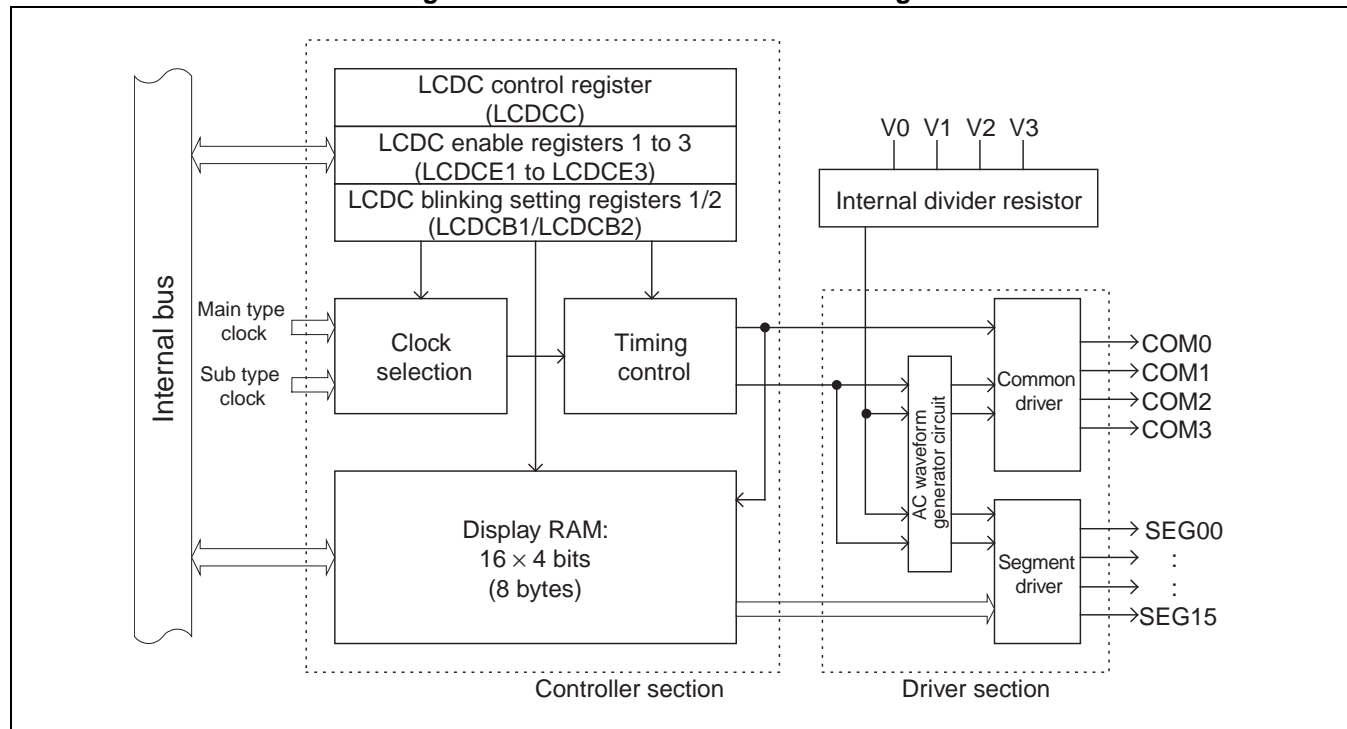 LCDC control register
(LCDCC)
LCDC enable registers 1 to 3
(LCDCE1 to LCDCE3)
LCDC blinking setting registers 1/2
(LCDCB1/LCDCB2)
V0 V1 V2 V3
Internal divider resistor
Internal bus
Main type
clock
Sub type
clock
Clock
selection
Timing
control
AC waveform
generator circuit
Common
driver
COM0
COM1
COM2
COM3
Display RAM:
16 × 4 bits
(8 bytes)
Segment
driver
SEG00
:
:
SEG15
Controller section
Driver section